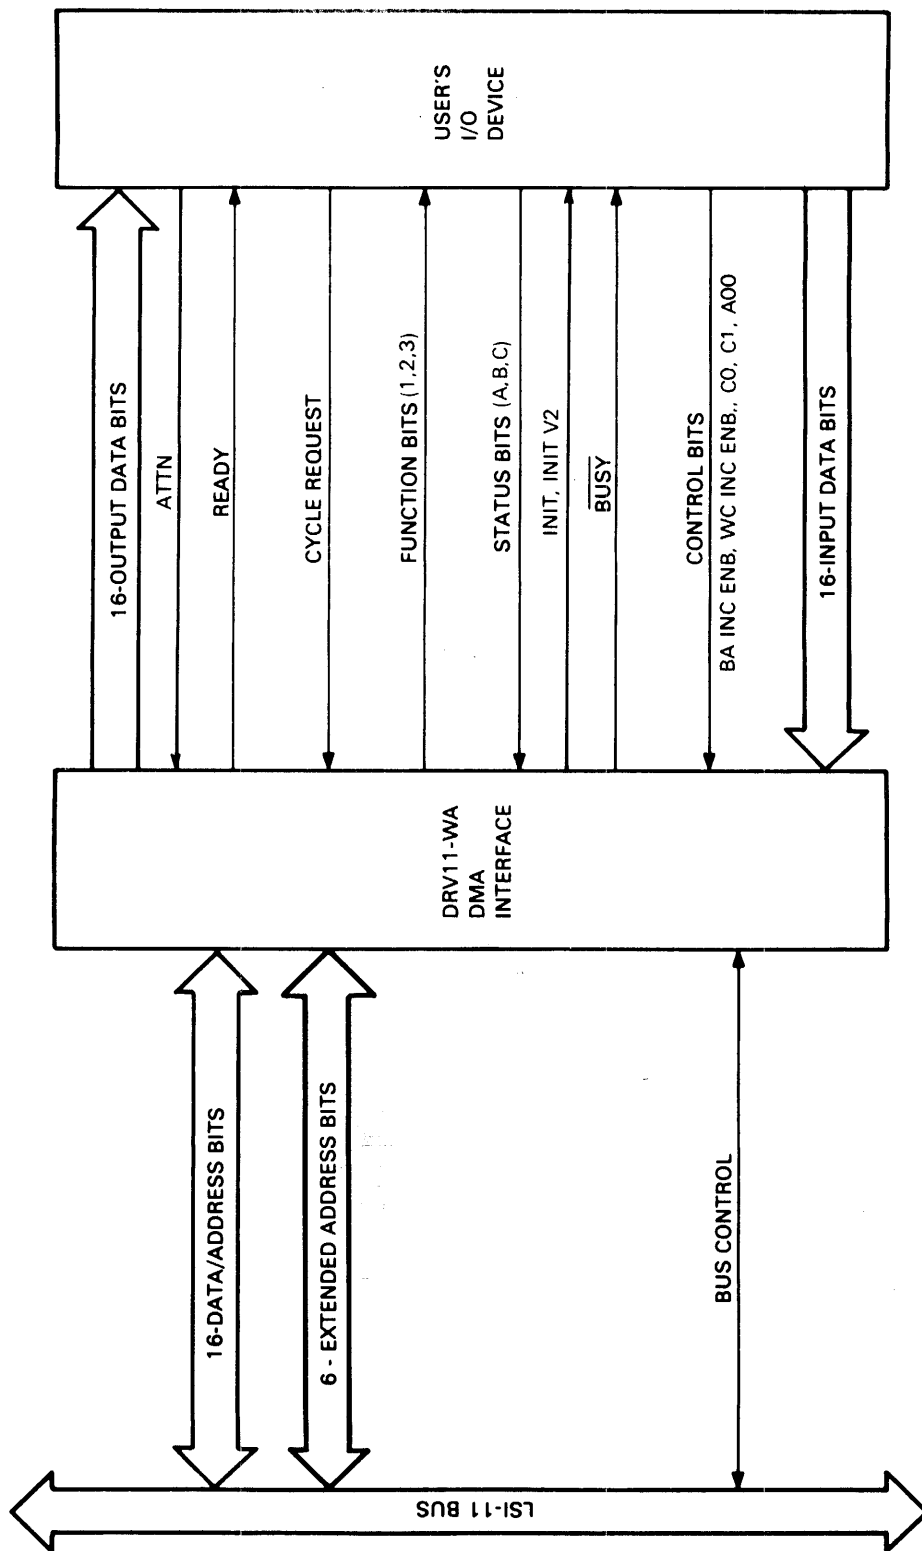 LSI-11 BUS
16-DATA/ADDRESS BITS
6 - EXTENDED ADDRESS BITS
BUS CONTROL
DRV11-WA
DMA
INTERFACE
16-OUTPUT DATA BITS
ATTN
READY
CYCLE REQUEST
FUNCTION BITS (1,2,3)
STATUS BITS (A,B,C)
INIT, INIT V2
BUSY
CONTROL BITS
BA INC ENB, WC INC ENB,, C0, C1, A00
16-INPUT DATA BITS
USER'S
I/O
DEVICE